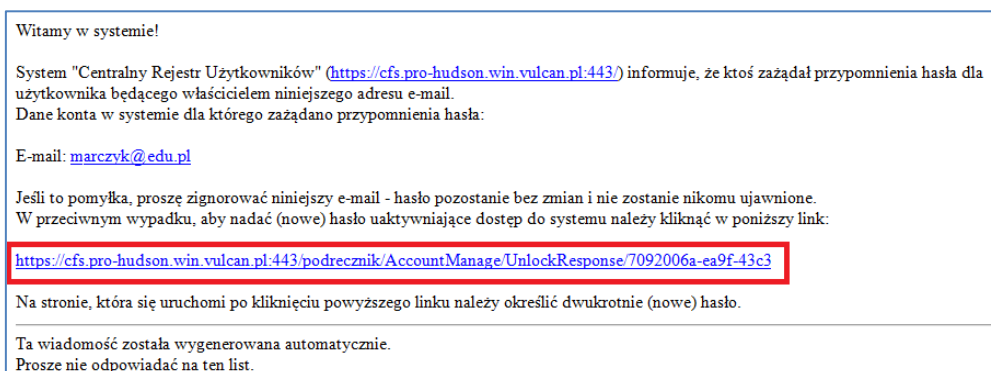 Witamy w systemie!
System "Centralny Rejestr Użytkowników" (https://cfs.pro-hudson.win.vulcan.pl:443/) informuje, że ktoś zażądał przypomnienia hasła dla
użytkownika będącego właścicielem niniejszego adresu e-mail.
Dane konta w systemie dla którego zażądano przypomnienia hasła:
E-mail: marczyk@edu.pl
Jeśli to pomyłka, proszę zignorować niniejszy e-mail - hasło pozostanie bez zmian i nie zostanie nikomu ujawnione.
W przeciwnym wypadku, aby nadać (nowe) hasło uaktywniające dostęp do systemu należy kliknąć w poniższy link:
https://cfs.pro-hudson.win.vulcan.pl:443/podrecznik/AccountManage/UnlockResponse/7092006a-ea9f-43c3
Na stronie, która się uruchomi po kliknięciu powyższego linku należy określić dwukrotnie (nowe) hasło.
Ta wiadomość została wygenerowana automatycznie.
Proszę nie odpowiadać na ten list.